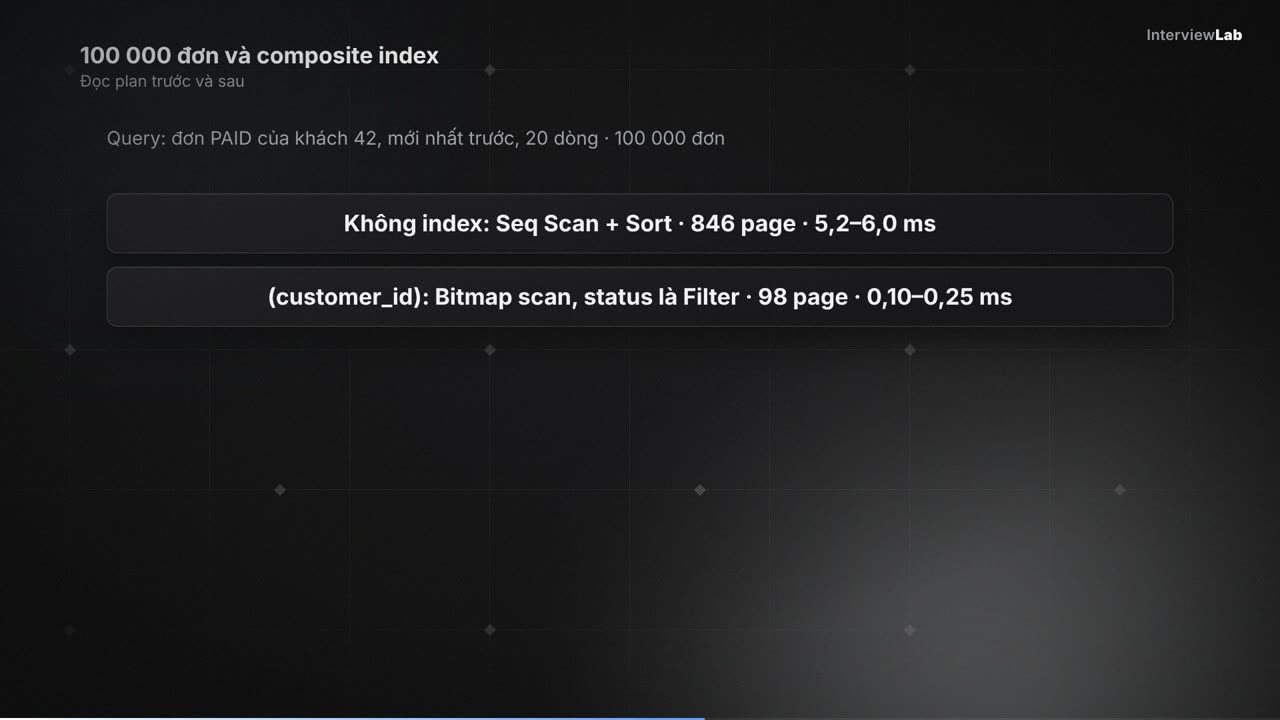 InterviewLab
100 000 đơn và composite index
Đọc plan trước và sau
Query: đơn PAID của khách 42, mới nhất trước, 20 dòng · 100 000 đơn
Không index: Seq Scan + Sort · 846 page · 5,2–6,0 ms
(customer_id): Bitmap scan, status là Filter · 98 page · 0,10–0,25 ms